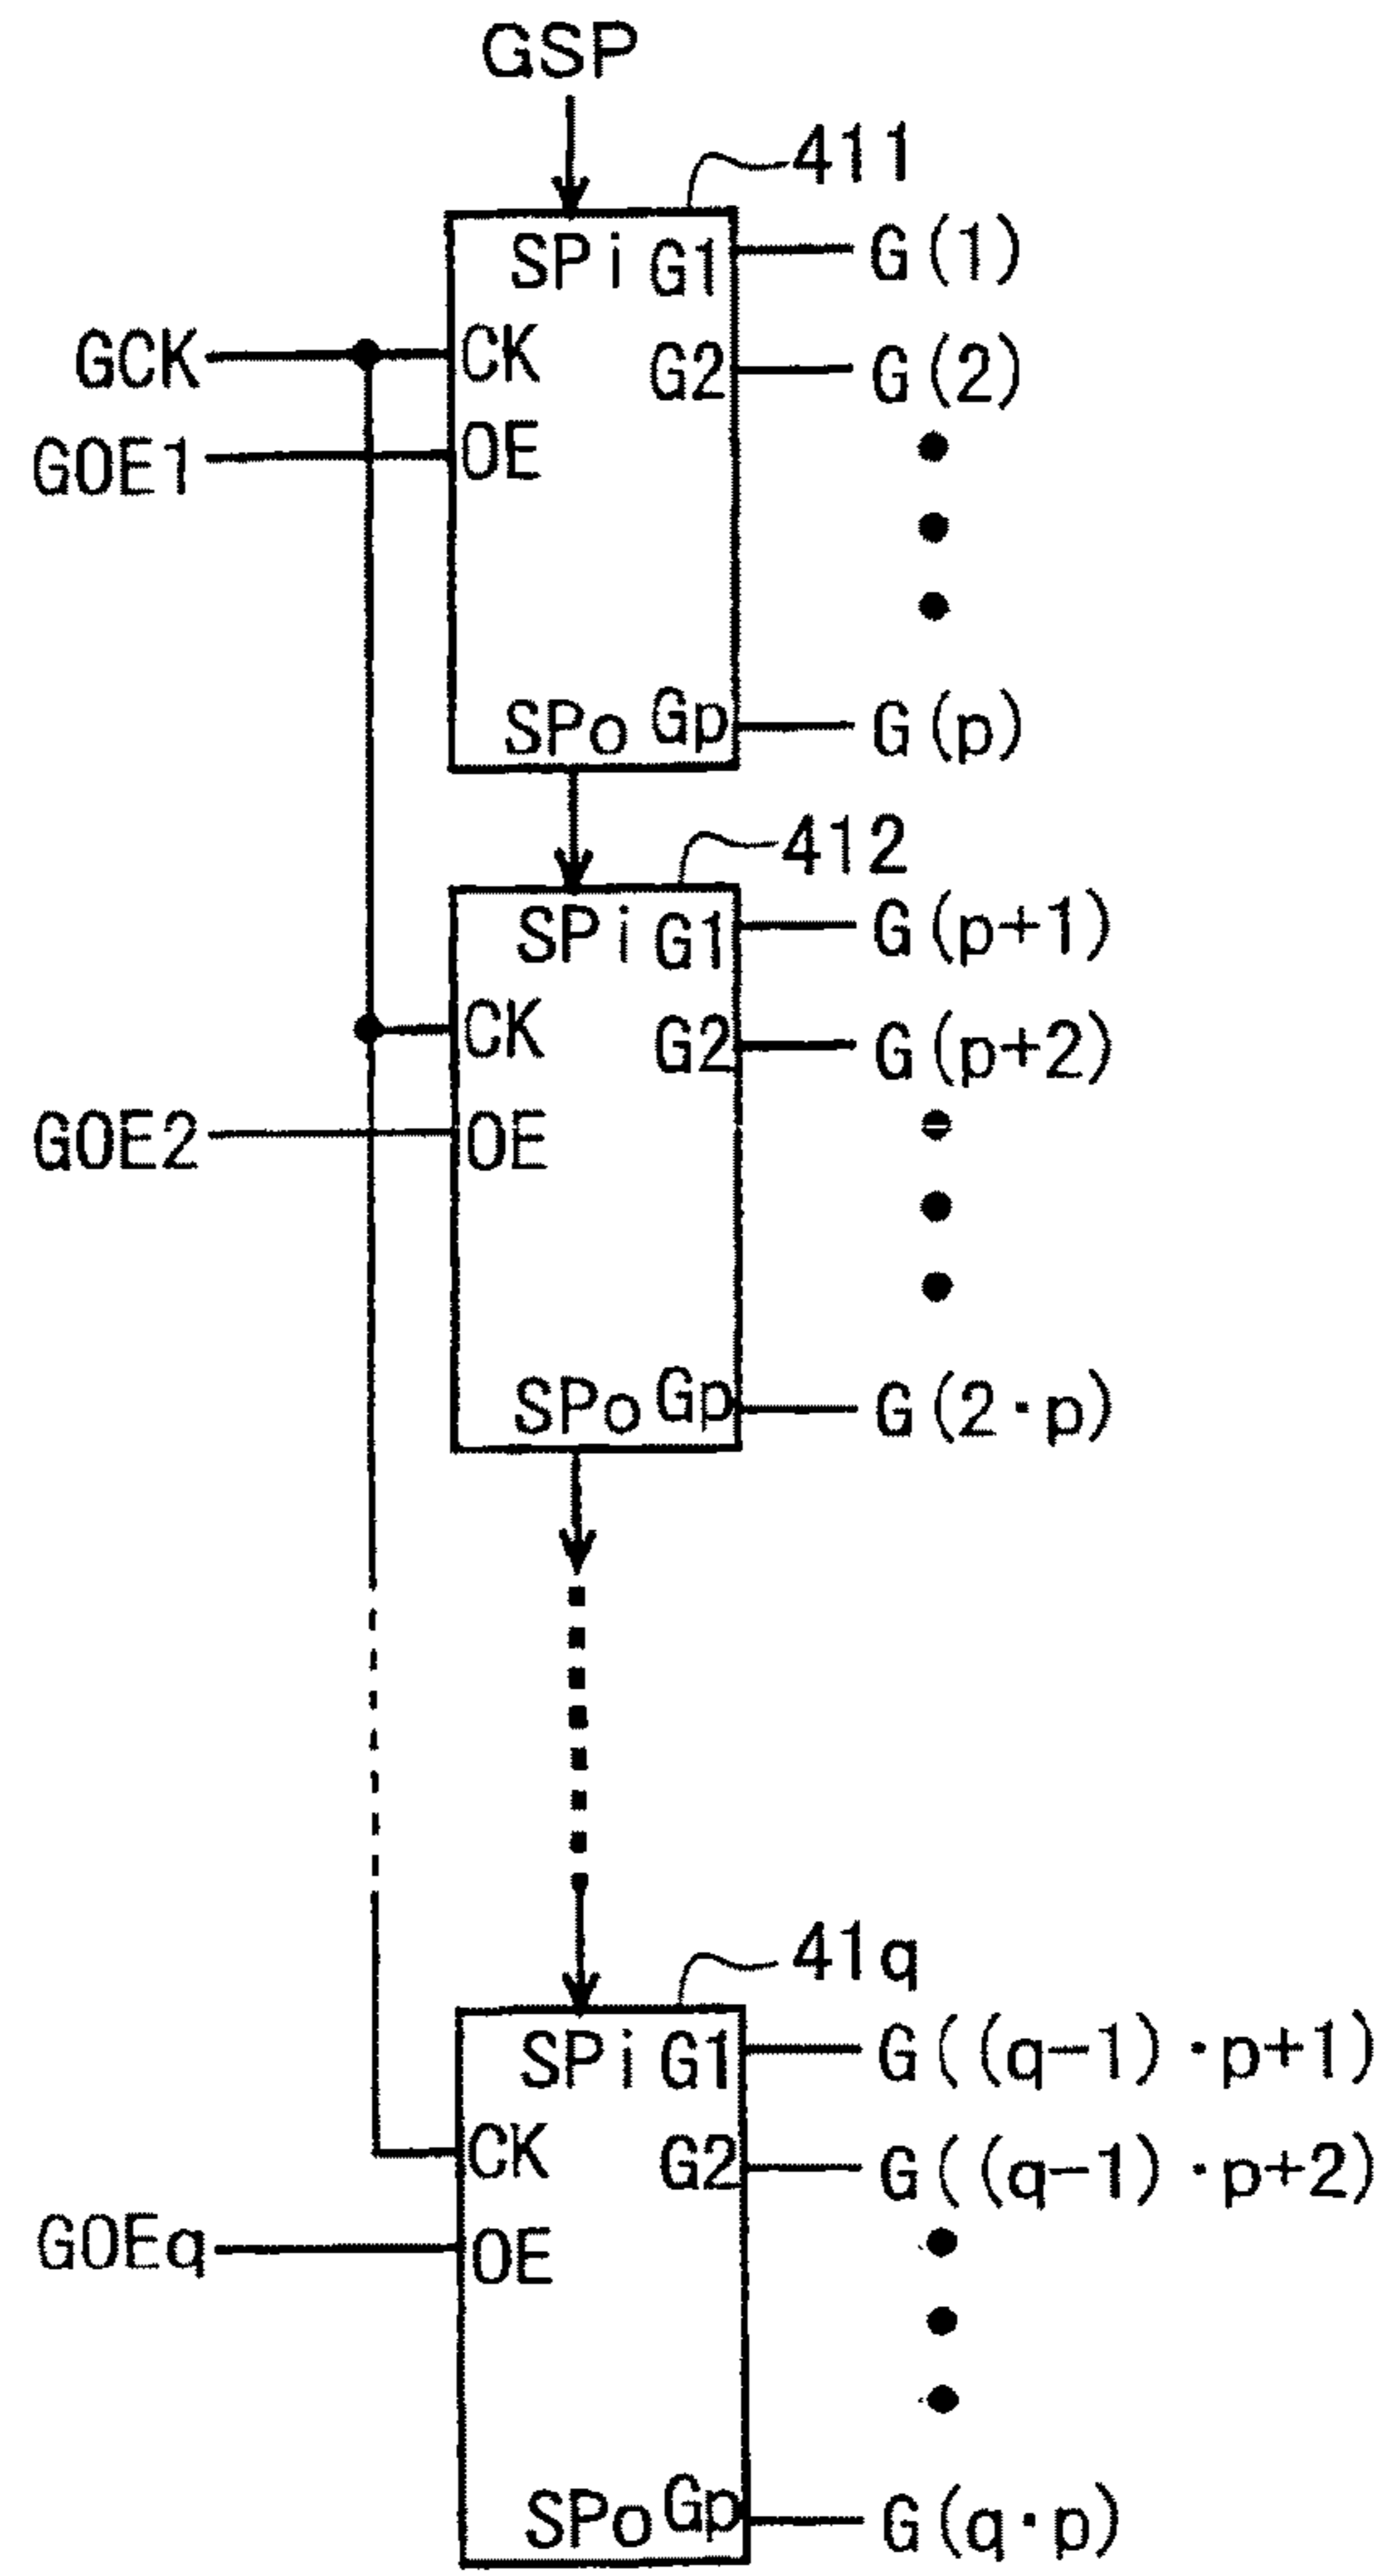 GSP
411
SPi G1 G(1)
GCK CK G2 G(2)
GOE1 OE
SPo Gp G(p)
412
SPi G1 G(p+1)
CK G2 G(p+2)
GOE2 OE
SPo Gp G(2·p)
41q
SPi G1 G((q-1)·p+1)
CK G2 G((q-1)·p+2)
GOEq OE
SPo Gp G(q·p)